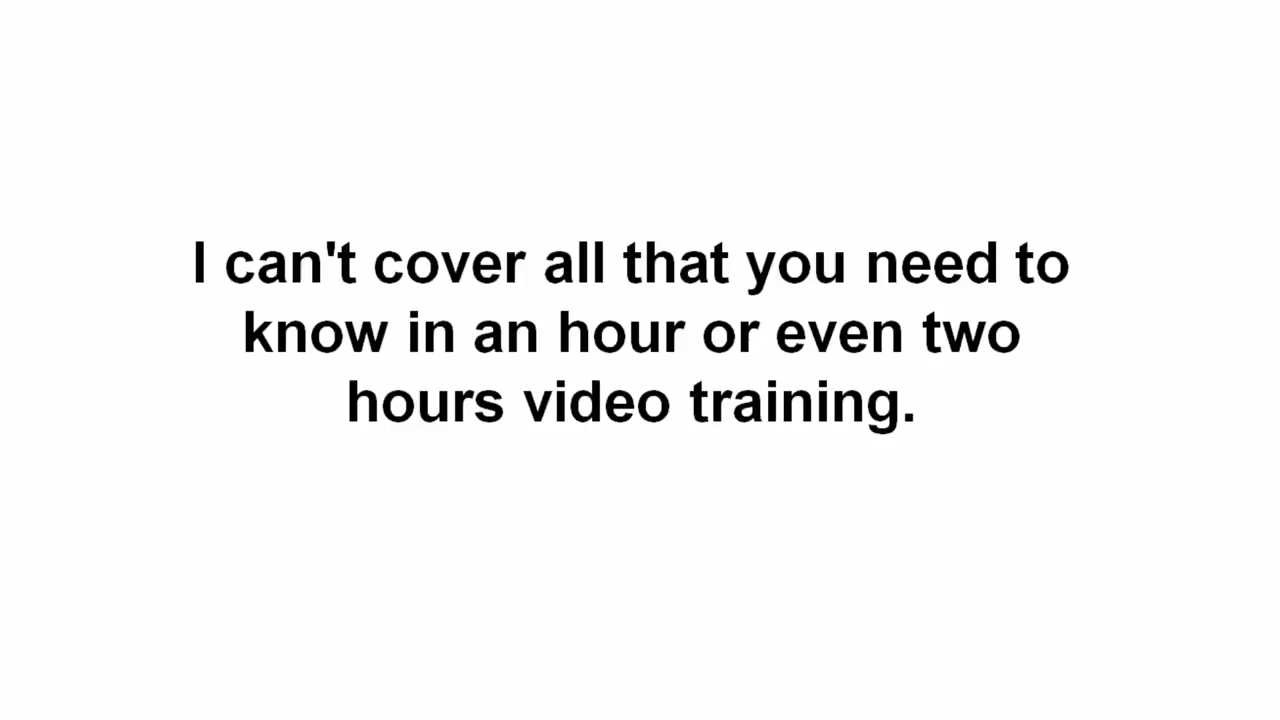 I can't cover all that you need to
know in an hour or even two
hours video training.